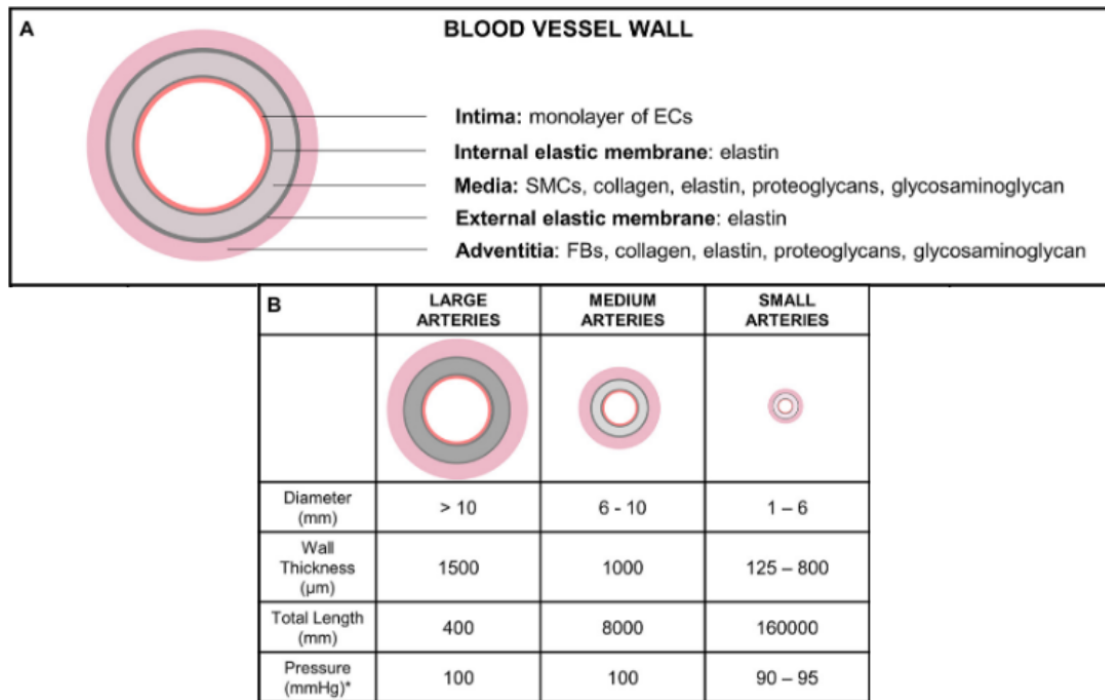 A
BLOOD VESSEL WALL
Intima: monolayer of ECs
Internal elastic membrane: elastin
Media: SMCs, collagen, elastin, proteoglycans, glycosaminoglycan
External elastic membrane: elastin
Adventitia: FBs, collagen, elastin, proteoglycans, glycosaminoglycan
B
LARGE ARTERIES
MEDIUM ARTERIES
SMALL ARTERIES
Diameter (mm)
> 10
6 - 10
1 – 6
Wall Thickness (µm)
1500
1000
125 – 800
Total Length (mm)
400
8000
160000
Pressure (mmHg)*
100
100
90 – 95